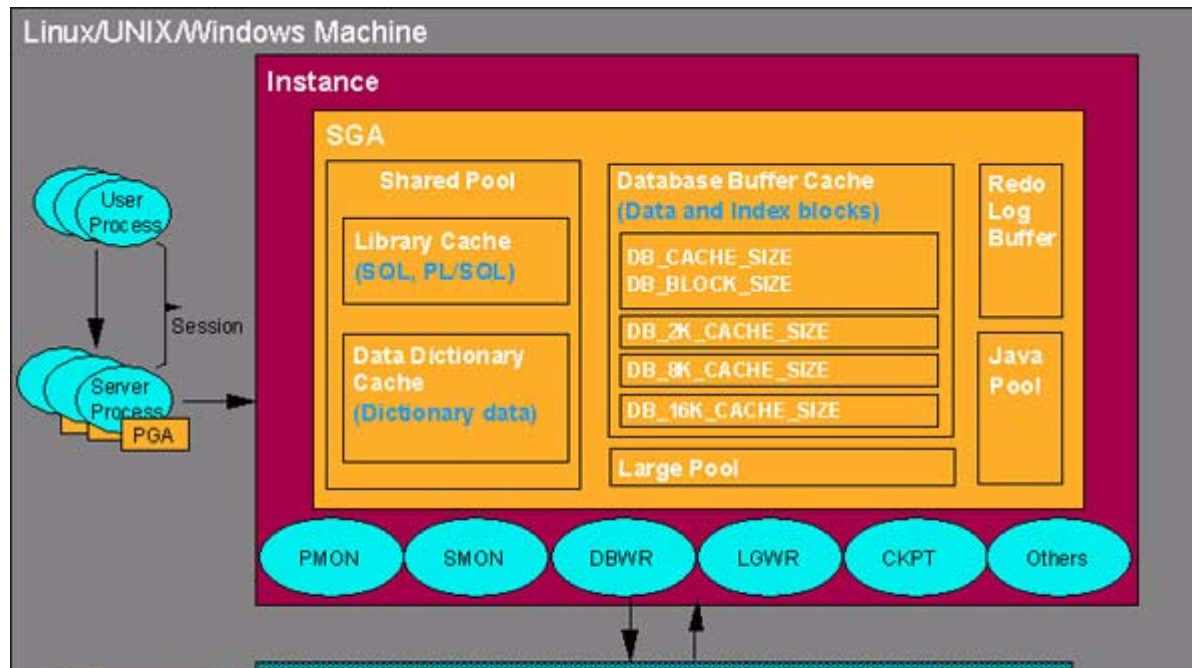 Linux/UNIX/Windows Machine
Instance
SGA
Shared Pool
Library Cache
(SQL, PL/SQL)
Data Dictionary
Cache
(Dictionary data)
Database Buffer Cache
(Data and Index blocks)
DB_CACHE_SIZE
DB_BLOCK_SIZE
DB_2K_CACHE_SIZE
DB_8K_CACHE_SIZE
DB_16K_CACHE_SIZE
Large Pool
Redo
Log
Buffer
Java
Pool
User
Process
Session
Server
Process
PGA
PMON
SMON
DBWR
LGWR
CKPT
Others